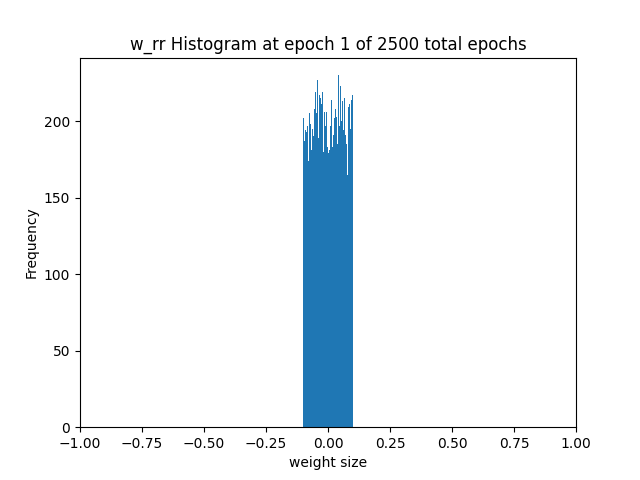 w_rr Histogram at epoch 1 of 2500 total epochs
Frequency
200
150
100
50
0
−1.00 −0.75 −0.50 −0.25 0.00 0.25 0.50 0.75 1.00
weight size